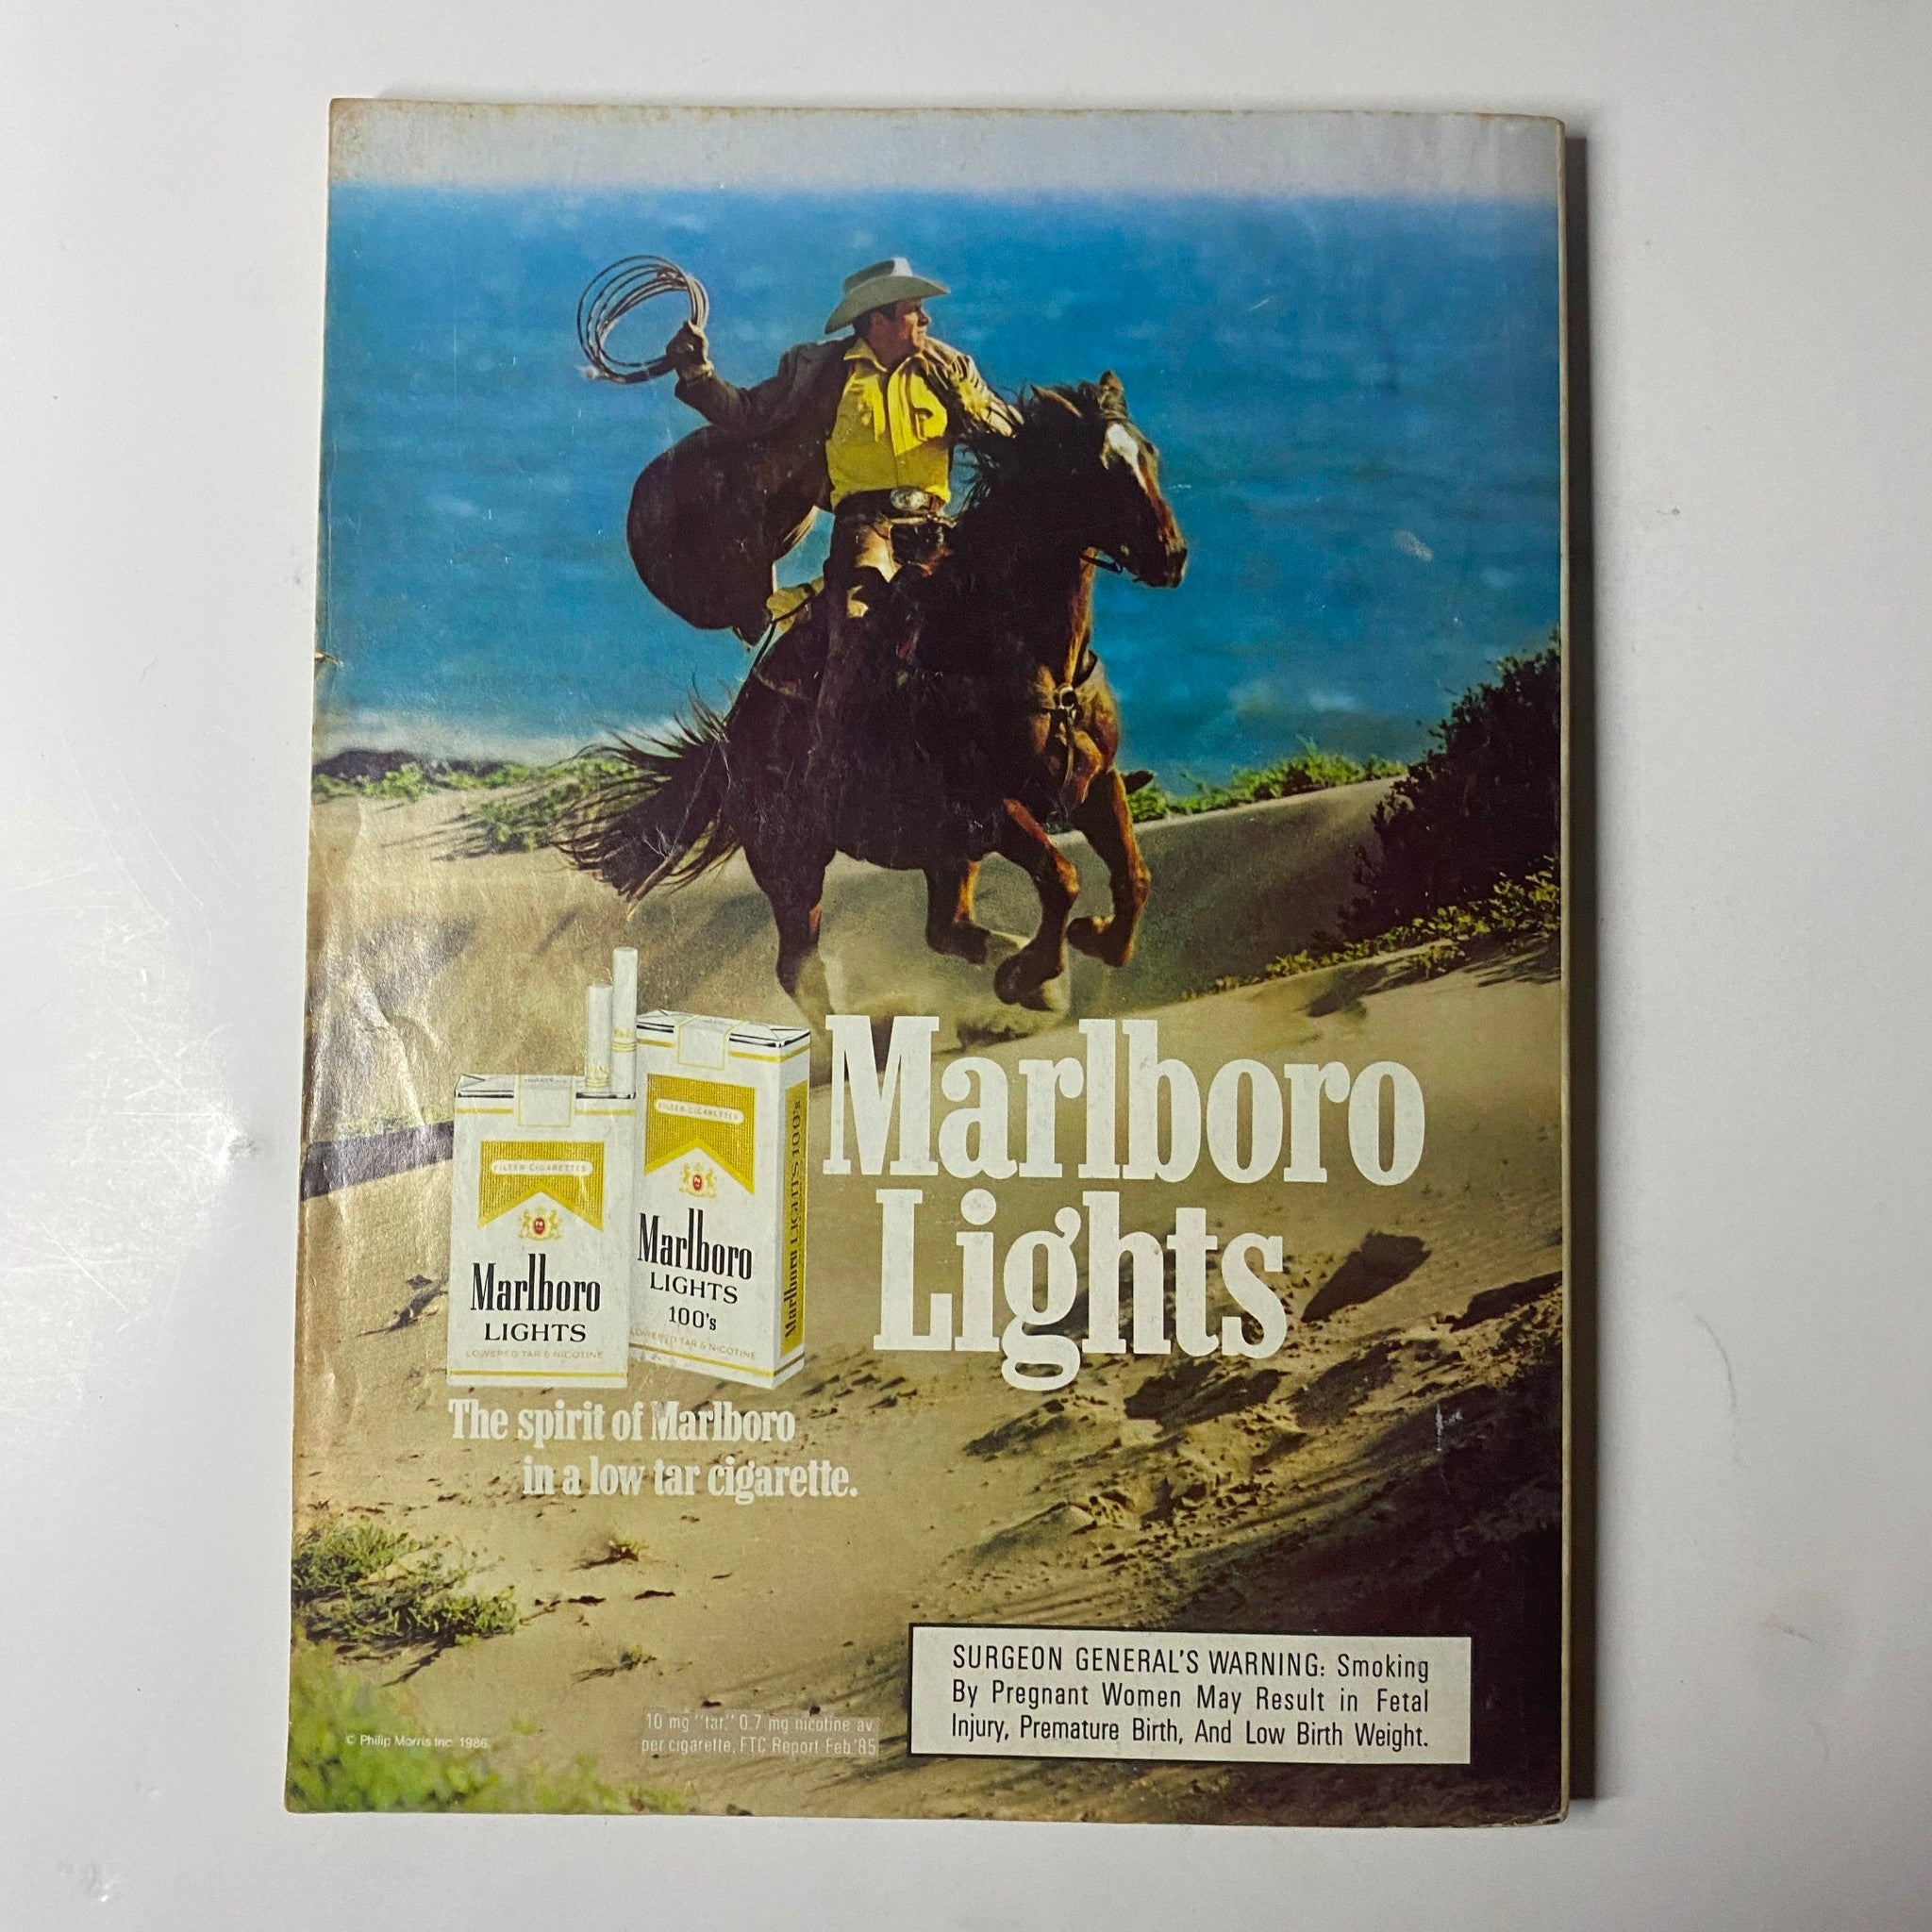 FILTER CIGARETTES
Marlboro
LIGHTS
LOWERED TAR & NICOTINE
FILTER CIGARETTES
Marlboro
LIGHTS
100's
LOWERED TAR & NICOTINE
Marlboro LIGHTS 100's
Marlboro
Lights
The spirit of Marlboro
in a low tar cigarette.
SURGEON GENERAL'S WARNING: Smoking
By Pregnant Women May Result in Fetal
Injury, Premature Birth, And Low Birth Weight.
© Philip Morris Inc. 1986
10 mg "tar," 0.7 mg nicotine av
per cigarette, FTC Report Feb '85